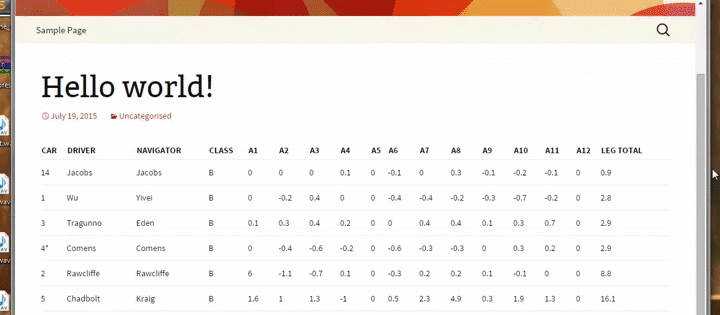 Sample Page
Hello world!
July 19, 2015 Uncategorised
CAR DRIVER NAVIGATOR CLASS A1 A2 A3 A4 A5 A6 A7 A8 A9 A10 A11 A12 LEG TOTAL
14 Jacobs Jacobs B 0 0 0 0.1 0 -0.1 0 0.3 -0.1 -0.2 -0.1 0 0.9
1 Wu Yivei B 0 -0.2 0.4 0 0 -0.4 -0.4 -0.2 -0.3 -0.7 -0.2 0 2.8
3 Tragunno Eden B 0.1 0.3 0.4 0.2 0 0 0.4 0.4 0.1 0.3 0.7 0 2.9
4* Comens Comens B 0 -0.4 -0.6 -0.2 0 -0.6 -0.3 -0.3 0 0.3 0.2 0 2.9
2 Rawcliffe Rawcliffe B 6 -1.1 -0.7 0.1 0 -0.3 0.2 0.2 0.1 -0.1 0 0 8.8
5 Chadbolt Kraig B 1.6 1 1.3 -1 0 0.5 2.3 4.9 0.3 1.9 1.3 0 16.1